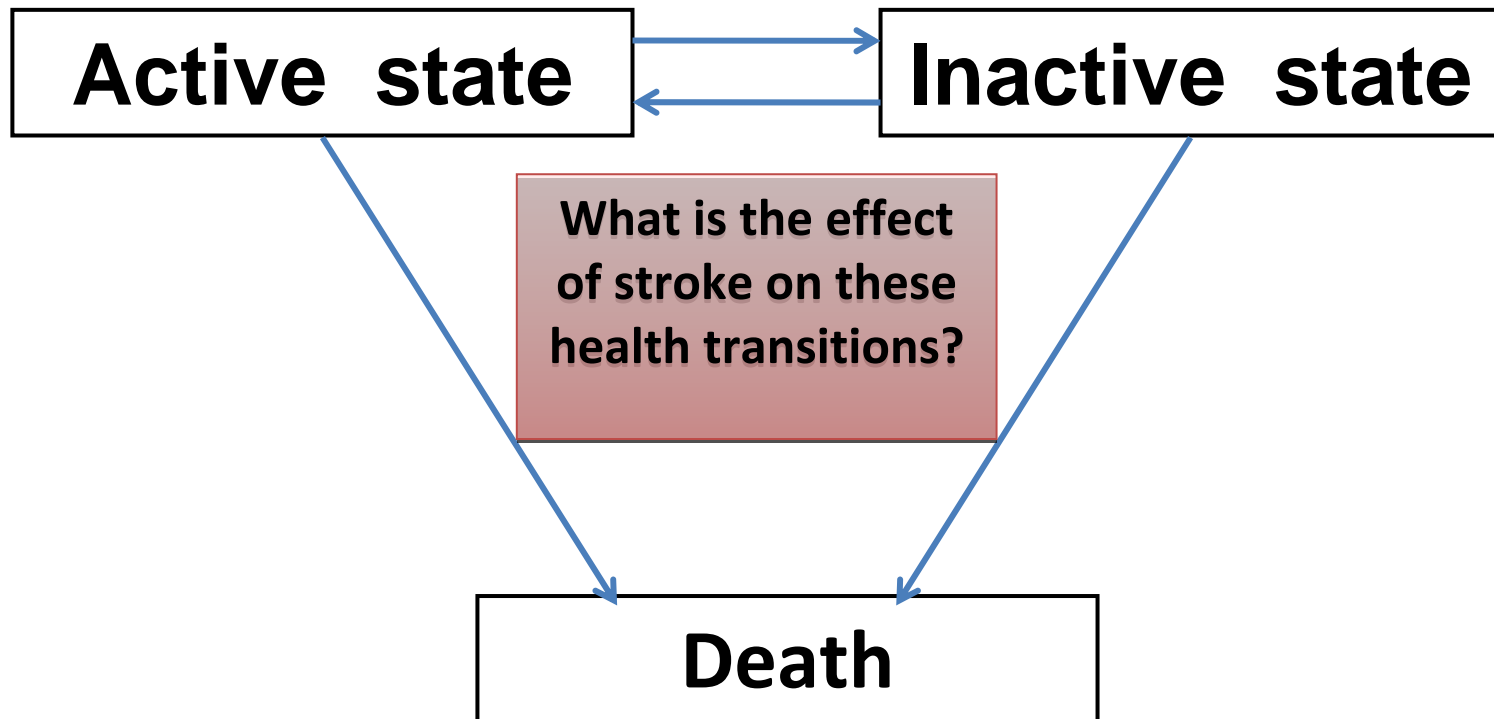 Active state
Inactive state
What is the effect
of stroke on these
health transitions?
Death